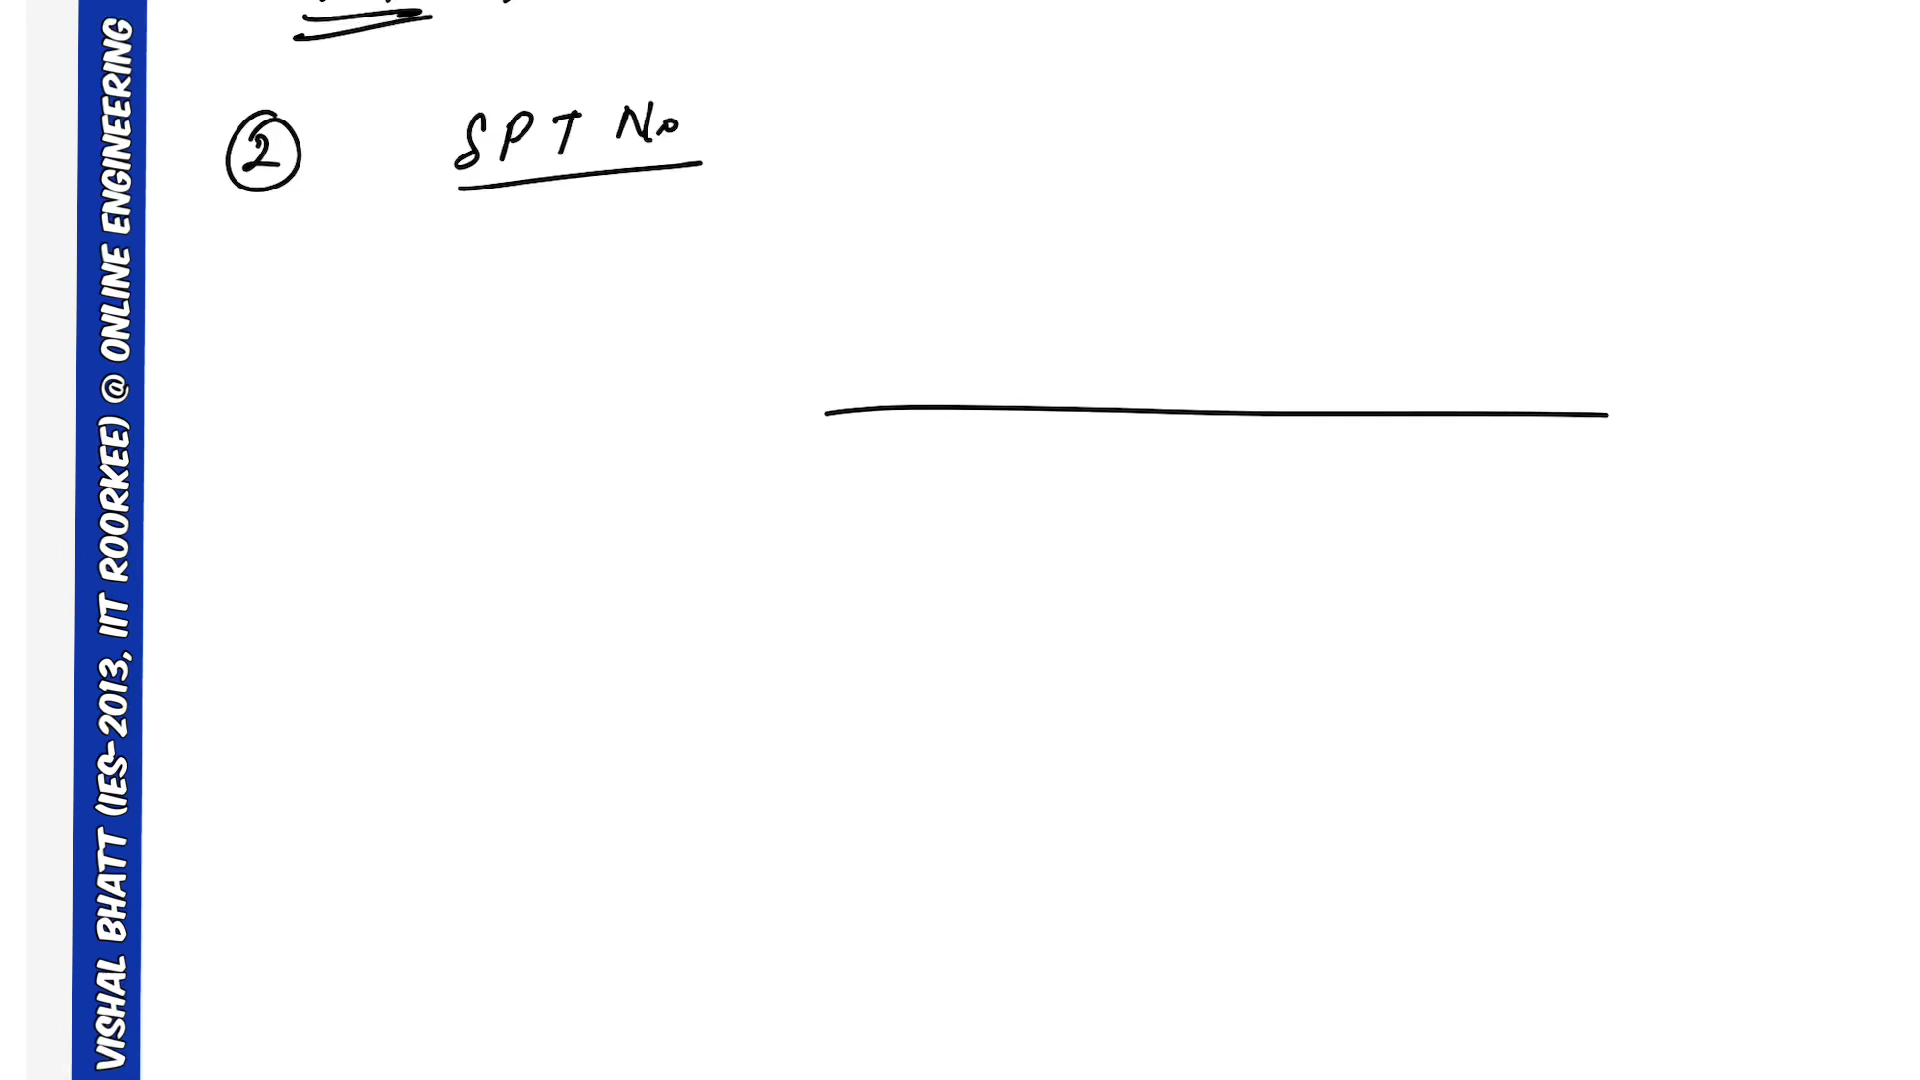 ② SPT No
VISHAL BHATT (IES-2013, IIT ROORKEE) @ ONLINE ENGINEERING